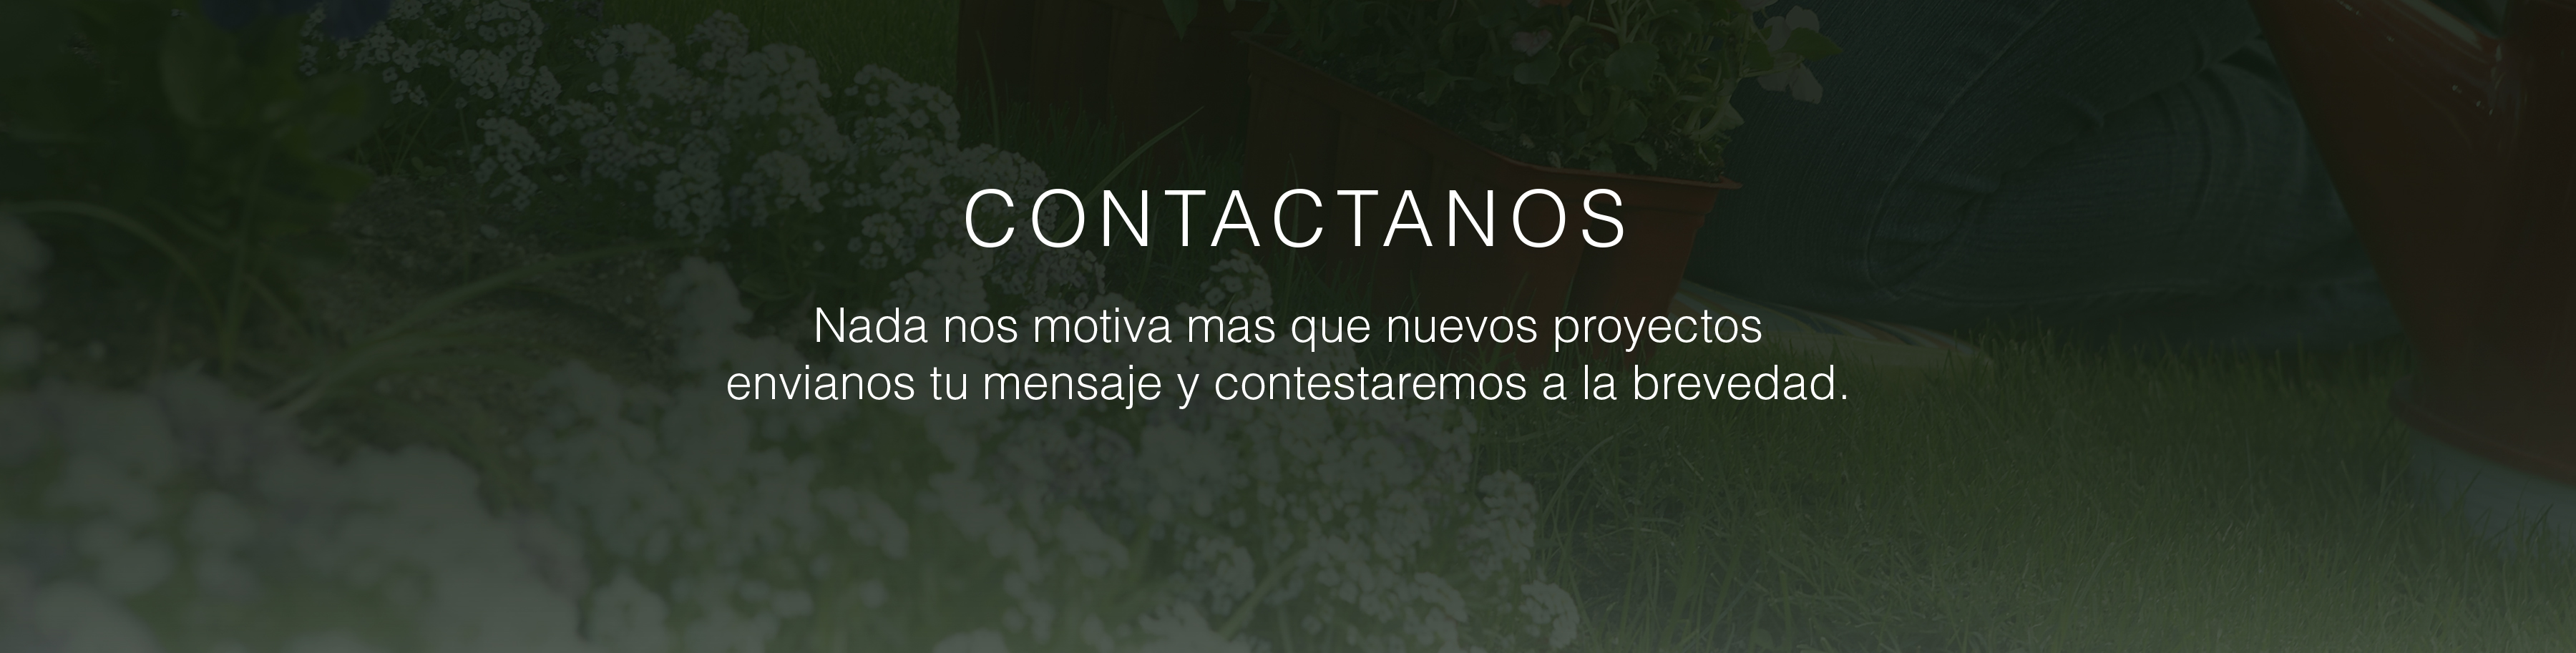 CONTACTANOS
Nada nos motiva mas que nuevos proyectos
envianos tu mensaje y contestaremos a la brevedad.